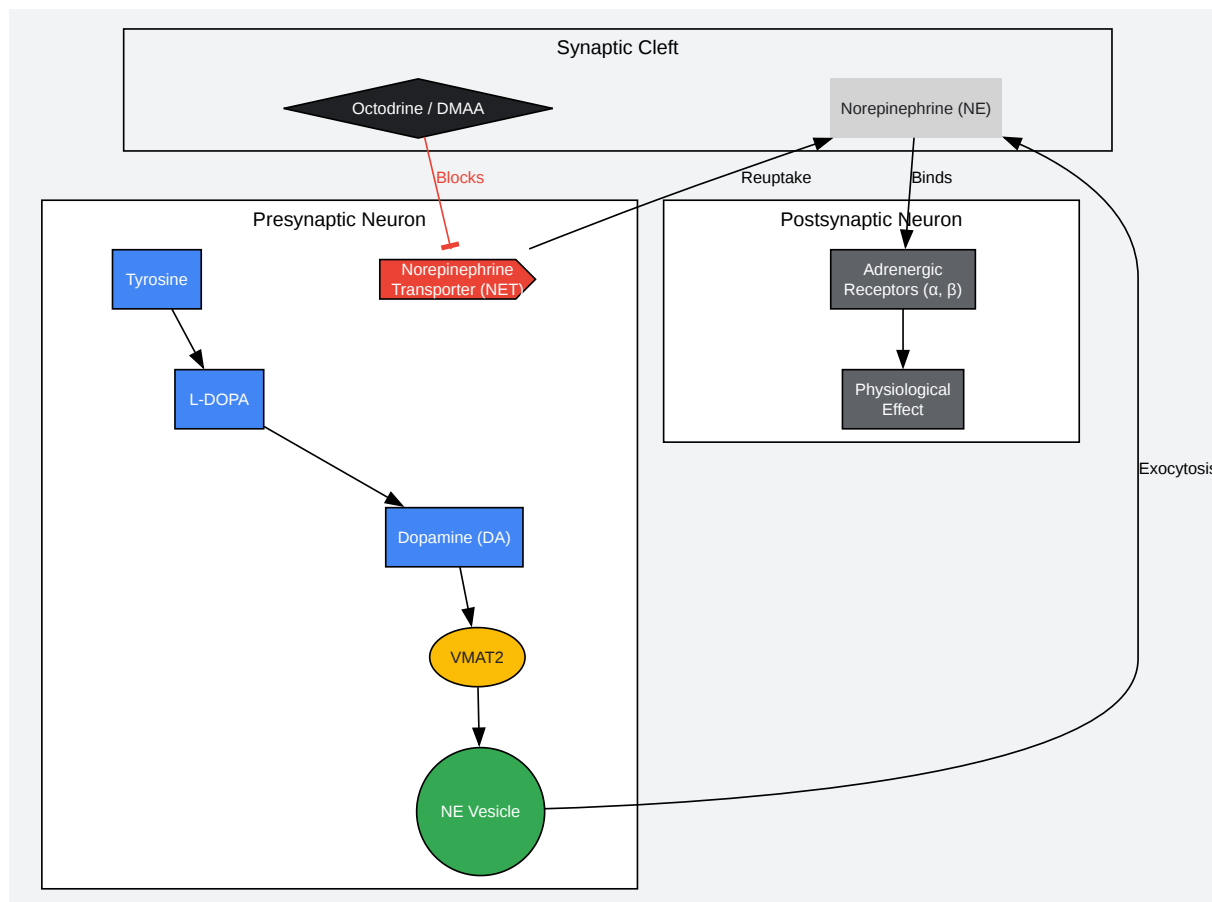 Synaptic Cleft
Octodrine / DMAA
Norepinephrine (NE)
Blocks
Reuptake
Binds
Presynaptic Neuron
Postsynaptic Neuron
Tyrosine
Norepinephrine
Transporter (NET)
Adrenergic
Receptors (α, β)
L-DOPA
Physiological
Effect
Exocytosis
Dopamine (DA)
VMAT2
NE Vesicle